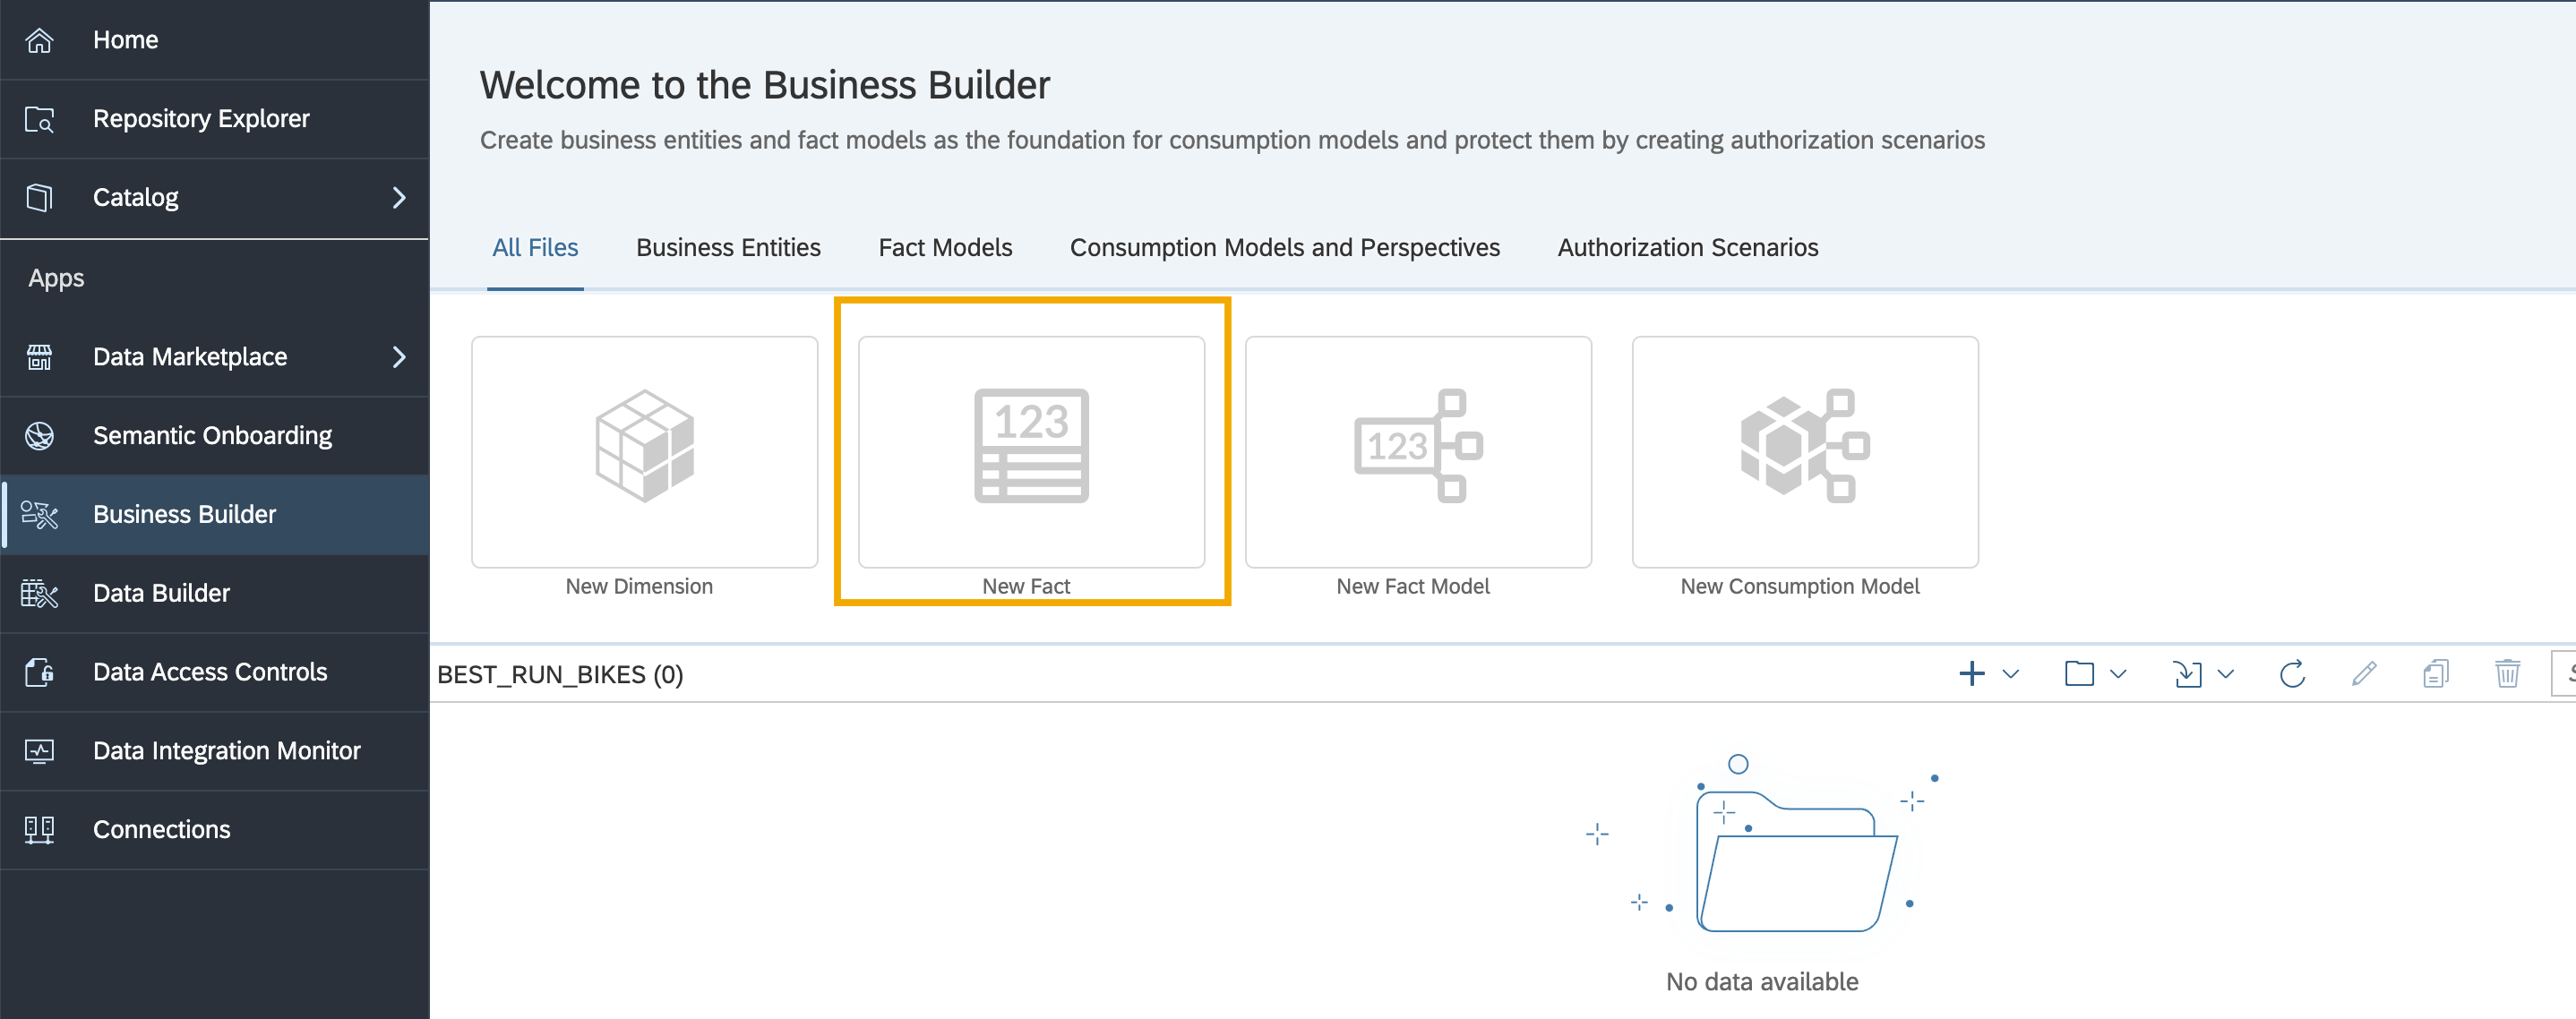 Home
Repository Explorer
Catalog
Apps
Data Marketplace
Semantic Onboarding
Business Builder
Data Builder
Data Access Controls
Data Integration Monitor
Connections
Welcome to the Business Builder
Create business entities and fact models as the foundation for consumption models and protect them by creating authorization scenarios
All Files Business Entities Fact Models Consumption Models and Perspectives Authorization Scenarios
123 123 123
New Dimension New Fact New Fact Model New Consumption Model
BEST_RUN_BIKES (0)
No data available